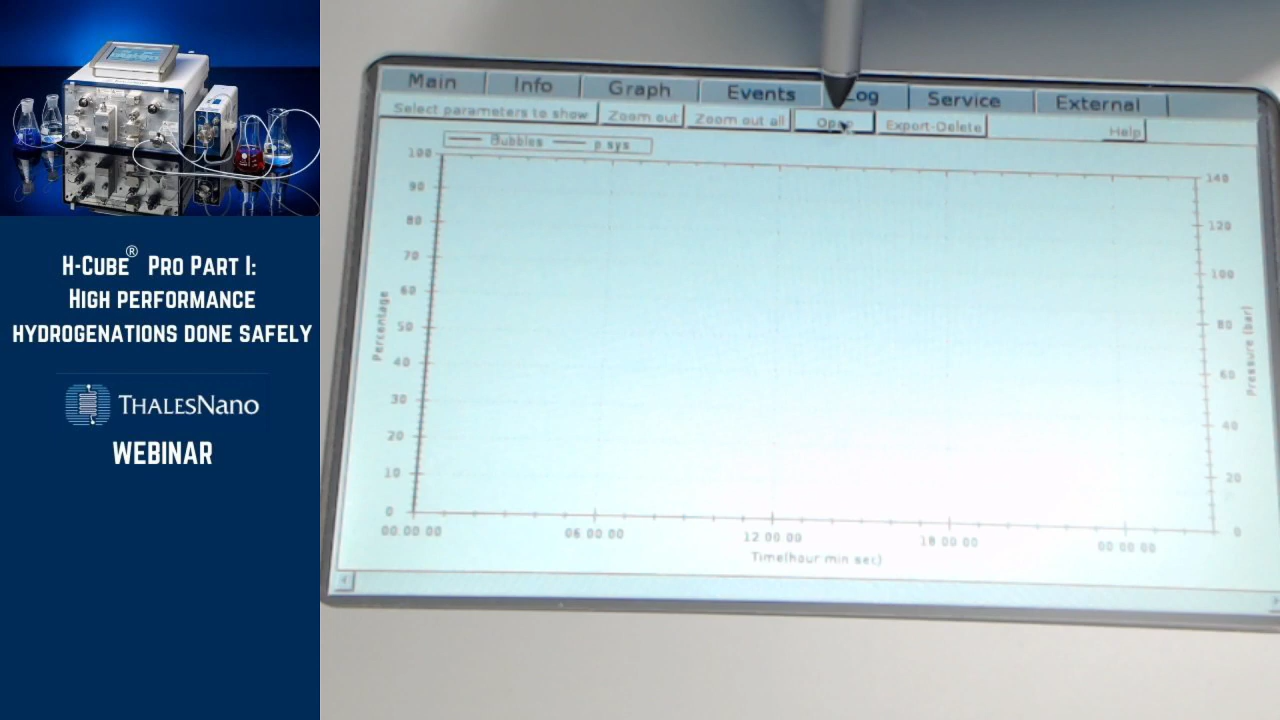 H-CUBE® PRO PART I:
HIGH PERFORMANCE
HYDROGENATIONS DONE SAFELY
THALESNANO
WEBINAR
Main Info Graph Events Log Service External
Select parameters to show Zoom out Zoom out all Open Export-Delete Help
Bubbles p sys
100
90
80
70
60
50
40
30
20
10
0
Percentage
140
120
100
80
60
40
20
0
Pressure (bar)
00 00 00 06 00 00 12 00 00 18 00 00 00 00 00
Time(hour min sec)